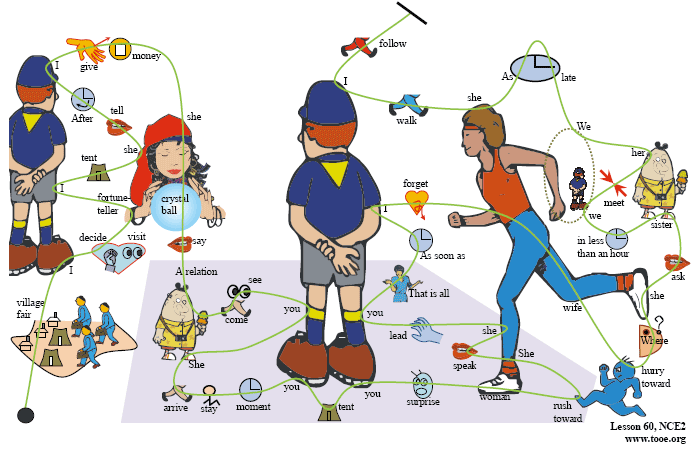 give
money
I
follow
As
late
I
After
tell
she
she
walk
We
she
her
tent
meet
I
fortune-
teller
crystal
ball
forget
I
we
sister
in less
than an hour
decide
visit
say
As soon as
ask
I
A relation
see
That is all
village
fair
come
you
you
she
wife
she
lead
Where
She
speak
She
hurry
toward
arrive
stay
moment
you
tent
you
surprise
woman
rush
toward
Lesson 60, NCE2
www.tooe.org